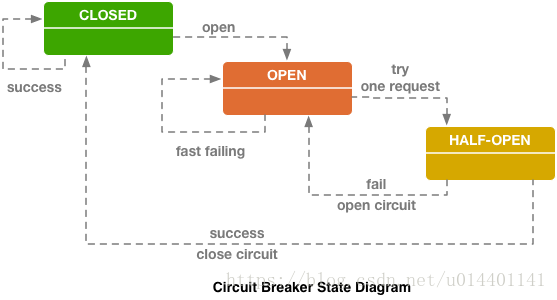 CLOSED
open
success
OPEN
try
one request
fast failing
HALF-OPEN
fail
open circuit
success
close circuit
https://blog.csdn.net/u014401141
Circuit Breaker State Diagram